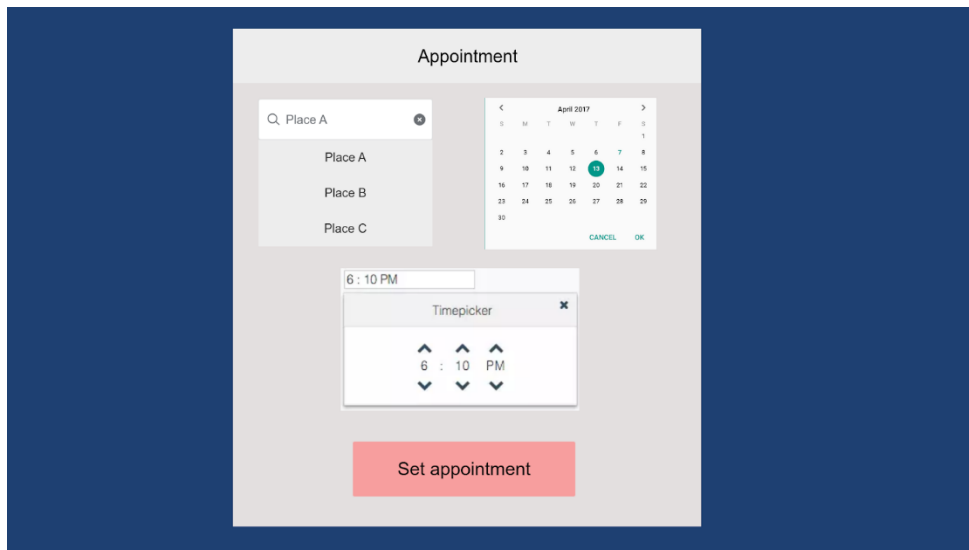 Appointment
Place A
Place A
Place B
Place C
April 2017
S M T W T F S
1
2 3 4 5 6 7 8
9 10 11 12 13 14 15
16 17 18 19 20 21 22
23 24 25 26 27 28 29
30
CANCEL OK
6 : 10 PM
Timepicker
6 : 10 PM
Set appointment